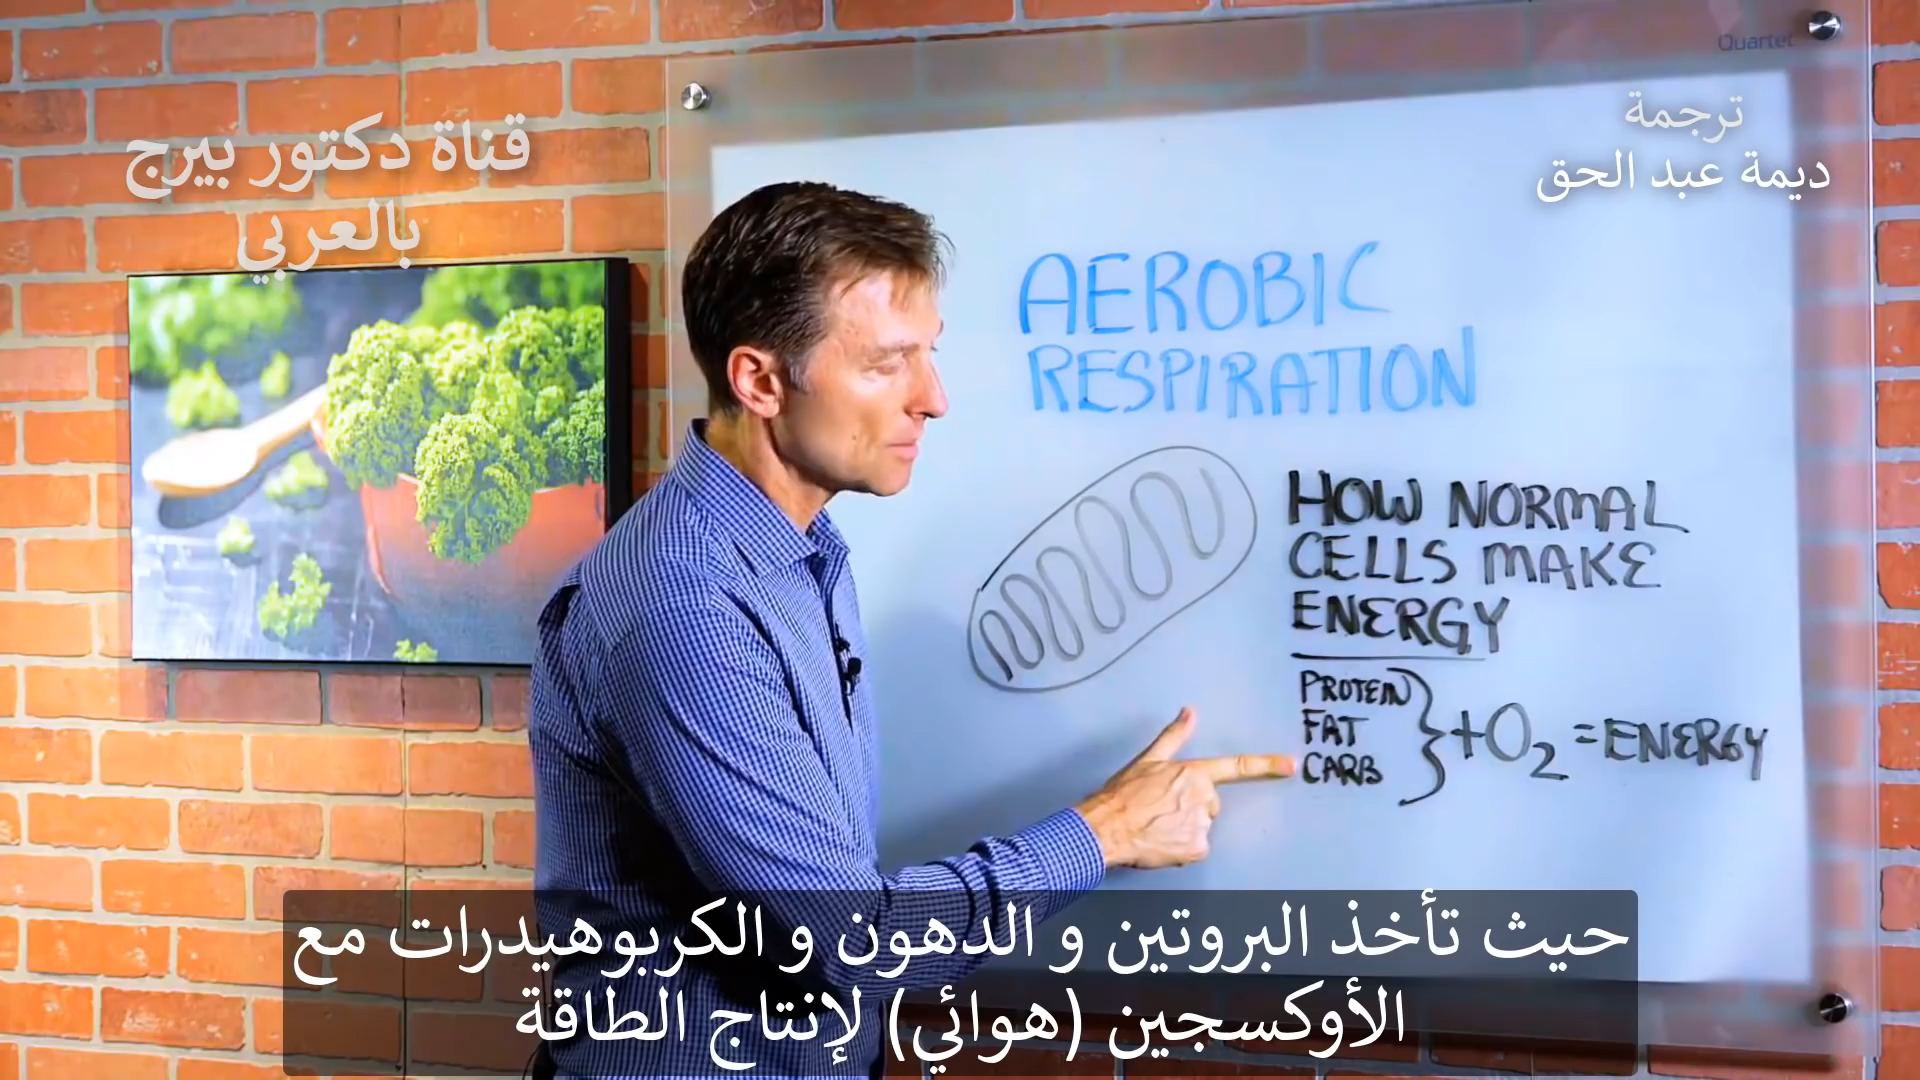 Quartet
قناة دكتور بيرج
بالعربي
ترجمة
ديمة عبد الحق
AEROBIC
RESPIRATION
HOW NORMAL
CELLS MAKE
ENERGY
PROTEIN
FAT
CARB
} + O2 = ENERGY
حيث تأخذ البروتين و الدهون و الكربوهيدرات مع
الأوكسجين (هوائي) لإنتاج الطاقة